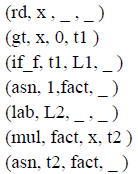 (rd, x , _ , _ )
(gt, x, 0, t1 )
(if_f, t1, L1, _ )
(asn, 1,fact, _ )
(lab, L2, _ , _ )
(mul, fact, x, t2 )
(asn, t2, fact, _ )